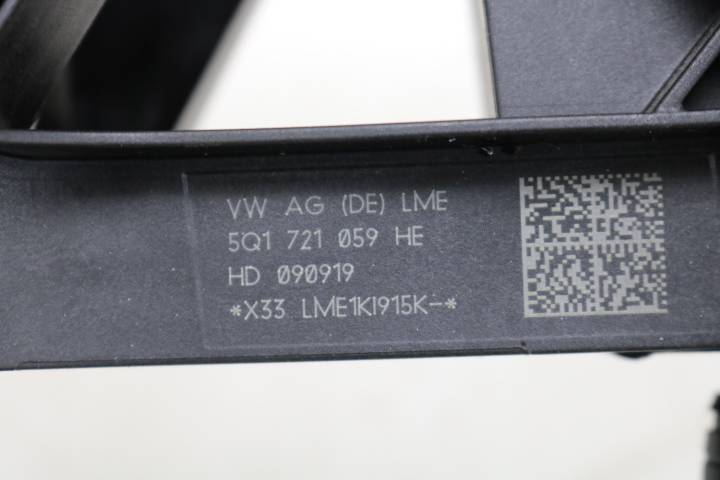 VW AG (DE) LME
5Q1 721 059 HE
HD 090919
*X33 LME1KI915K-*